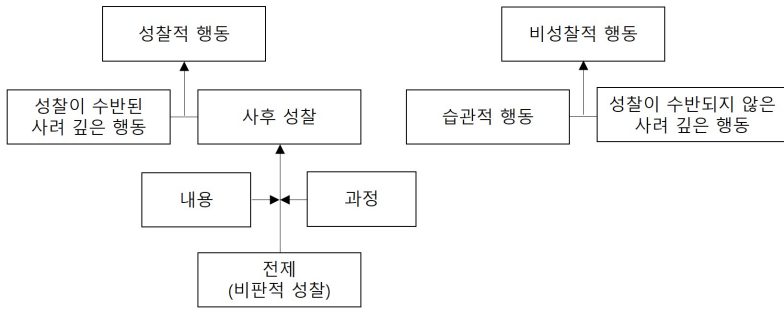 성찰적 행동
비성찰적 행동
성찰이 수반된
사려 깊은 행동
사후 성찰
습관적 행동
성찰이 수반되지 않은
사려 깊은 행동
내용
과정
전제
(비판적 성찰)